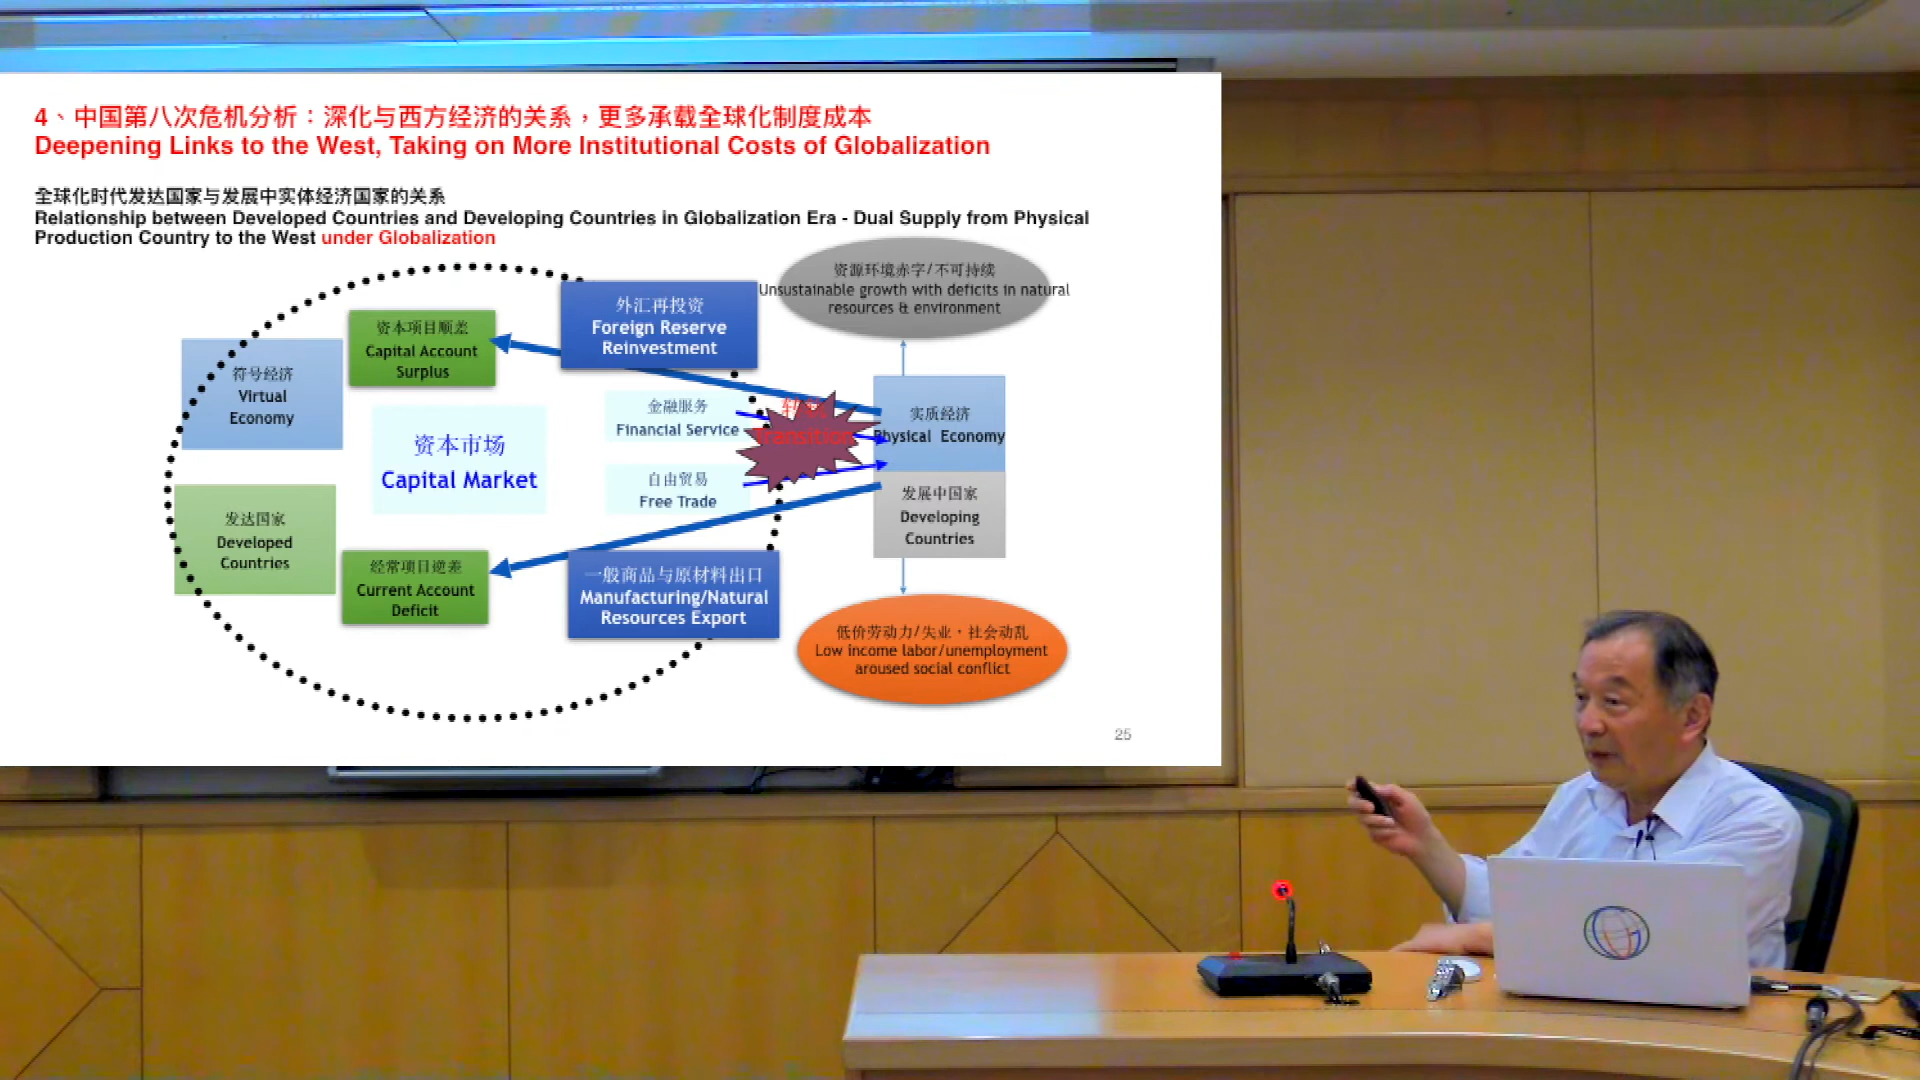 4、中国第八次危机分析：深化与西方经济的关系，更多承载全球化制度成本
Deepening Links to the West, Taking on More Institutional Costs of Globalization
全球化时代发达国家与发展中实体经济国家的关系
Relationship between Developed Countries and Developing Countries in Globalization Era - Dual Supply from Physical
Production Country to the West under Globalization
资源环境赤字/不可持续
Unsustainable growth with deficits in natural
resources & environment
外汇再投资
Foreign Reserve
Reinvestment
资本项目顺差
Capital Account
Surplus
符号经济
Virtual
Economy
金融服务
Financial Service
Transition
实质经济
Physical Economy
资本市场
Capital Market
自由贸易
Free Trade
发展中国家
Developing
Countries
发达国家
Developed
Countries
经常项目逆差
Current Account
Deficit
一般商品与原材料出口
Manufacturing/Natural
Resources Export
低价劳动力/失业，社会动乱
Low income labor/unemployment
aroused social conflict
25